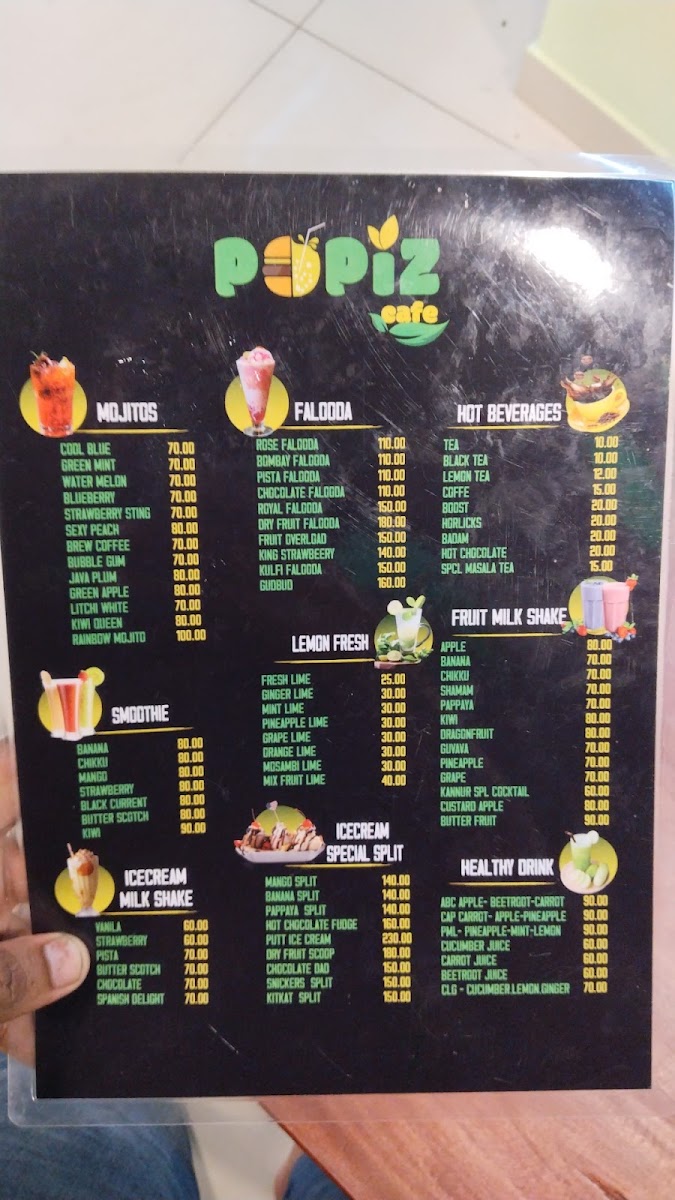 POPIZ
cafe
MOJITOS
COOL BLUE 70.00
GREEN MINT 70.00
WATER MELON 70.00
BLUEBERRY 70.00
STRAWBERRY STING 70.00
SEXY PEACH 80.00
BREW COFFEE 70.00
BUBBLE GUM 70.00
JAVA PLUM 80.00
GREEN APPLE 80.00
LITCHI WHITE 70.00
KIWI QUEEN 80.00
RAINBOW MOJITO 100.00
SMOOTHIE
BANANA 80.00
CHIKKU 80.00
MANGO 80.00
STRAWBERRY 80.00
BLACK CURRENT 80.00
BUTTER SCOTCH 80.00
KIWI 90.00
ICECREAM
MILK SHAKE
VANILA 60.00
STRAWBERRY 60.00
PISTA 70.00
BUTTER SCOTCH 70.00
CHOCOLATE 70.00
SPANISH DELIGHT 70.00
FALOODA
ROSE FALOODA 110.00
BOMBAY FALOODA 110.00
PISTA FALOODA 110.00
CHOCOLATE FALOODA 110.00
ROYAL FALOODA 150.00
DRY FRUIT FALOODA 180.00
FRUIT OVERLOAD 150.00
KING STRAWBEERY 140.00
KULFI FALOODA 150.00
GUDBUD 160.00
LEMON FRESH
FRESH LIME 25.00
GINGER LIME 30.00
MINT LIME 30.00
PINEAPPLE LIME 30.00
GRAPE LIME 30.00
ORANGE LIME 30.00
MOSAMBI LIME 30.00
MIX FRUIT LIME 40.00
ICECREAM
SPECIAL SPLIT
MANGO SPLIT 140.00
BANANA SPLIT 140.00
PAPPAYA SPLIT 140.00
HOT CHOCOLATE FUDGE 160.00
PUTT ICE CREAM 230.00
DRY FRUIT SCOOP 180.00
CHOCOLATE DAD 150.00
SNICKERS SPLIT 150.00
KITKAT SPLIT 150.00
HOT BEVERAGES
TEA 10.00
BLACK TEA 10.00
LEMON TEA 12.00
COFFE 15.00
BOOST 20.00
HORLICKS 20.00
BADAM 20.00
HOT CHOCOLATE 20.00
SPCL MASALA TEA 15.00
FRUIT MILK SHAKE
APPLE 80.00
BANANA 70.00
CHIKKU 70.00
SHAMAM 70.00
PAPPAYA 70.00
KIWI 80.00
DRAGONFRUIT 80.00
GUVAVA 70.00
PINEAPPLE 70.00
GRAPE 70.00
KANNUR SPL COCKTAIL 60.00
CUSTARD APPLE 80.00
BUTTER FRUIT 90.00
HEALTHY DRINK
ABC APPLE- BEETROOT-CARROT 90.00
CAP CARROT- APPLE-PINEAPPLE 90.00
PML- PINEAPPLE-MINT-LEMON 90.00
CUCUMBER JUICE 60.00
CARROT JUICE 60.00
BEETROOT JUICE 60.00
CLG - CUCUMBER.LEMON.GINGER 70.00